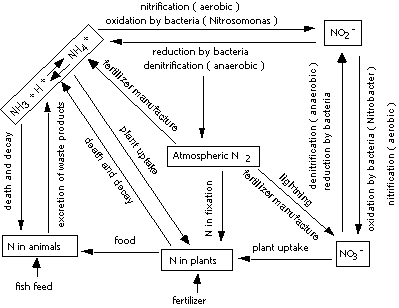 nitrification ( aerobic )
oxidation by bacteria ( Nitrosomonas )
NO2-
NH4+
NH3 + H+
reduction by bacteria
denitrification ( anaerobic )
fertilizer manufacture
Atmospheric N 2
death and decay
excretion of waste products
plant uptake
death and decay
N in fixation
lightning
fertilizer manufacture
denitrification ( anaerobic )
reduction by bacteria
oxidation by bacteria ( Nitrobacter )
nitrification ( aerobic )
N in animals
food
N in plants
plant uptake
NO3-
fish feed
fertilizer